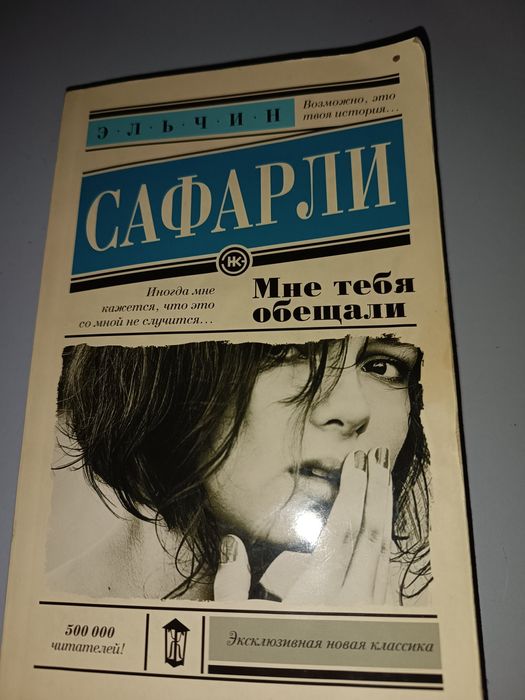 Э·Л·Ь·Ч·И·Н
Возможно, это
твоя история...
САФАРЛИ
НК
Иногда мне
кажется, что это
со мной не случится...
Мне тебя
обещали
500 000
читателей!
Эксклюзивная новая классика